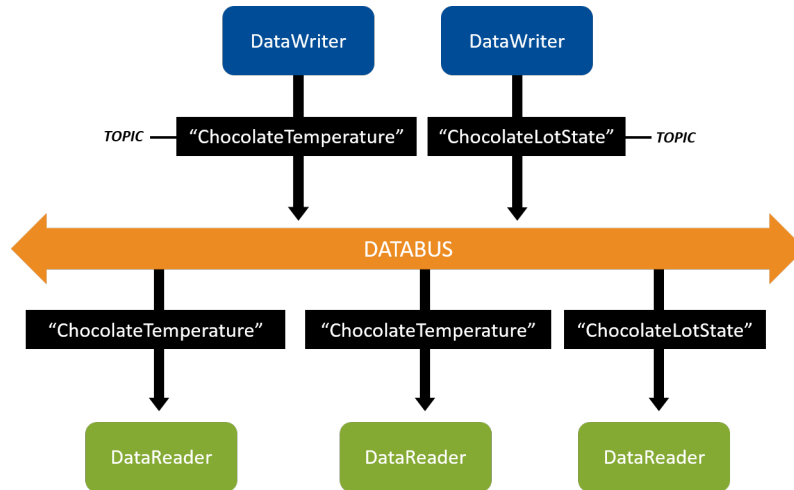 DataWriter
DataWriter
TOPIC
“ChocolateTemperature”
“ChocolateLotState”
TOPIC
DATABUS
“ChocolateTemperature”
“ChocolateTemperature”
“ChocolateLotState”
DataReader
DataReader
DataReader